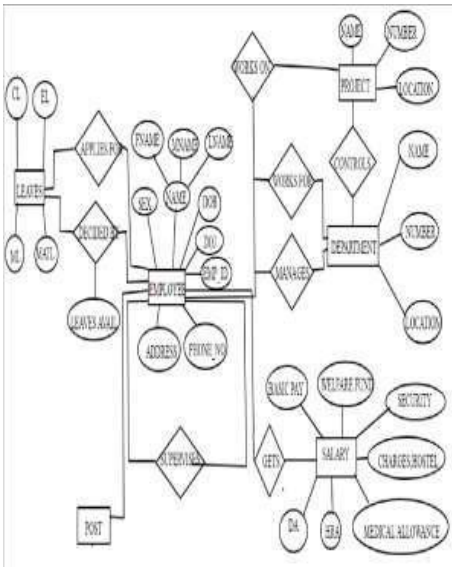 NAME
NUMBER
WORKS ON
PROJECT
LOCATION
CL
EL
FNAME
MNAME
LNAME
APPLIES FO
CONTROLS
NAME
LEAVES
NAME
WORKS FOR
SEX
DOB
DECIDED BY
DOJ
DEPARTMENT
NUMBER
ML
MATL
EMP_ID
MANAGES
EMPLOYEE
LEAVES AVAIL
LOCATION
ADDRESS
PHONE_NO
BASIC PAY
WELFARE FUND
SECURITY
SUPERVISES
GETS
SALARY
CHARGES/HOSTEL
POST
DA
HRA
MEDICAL ALLOWANCE